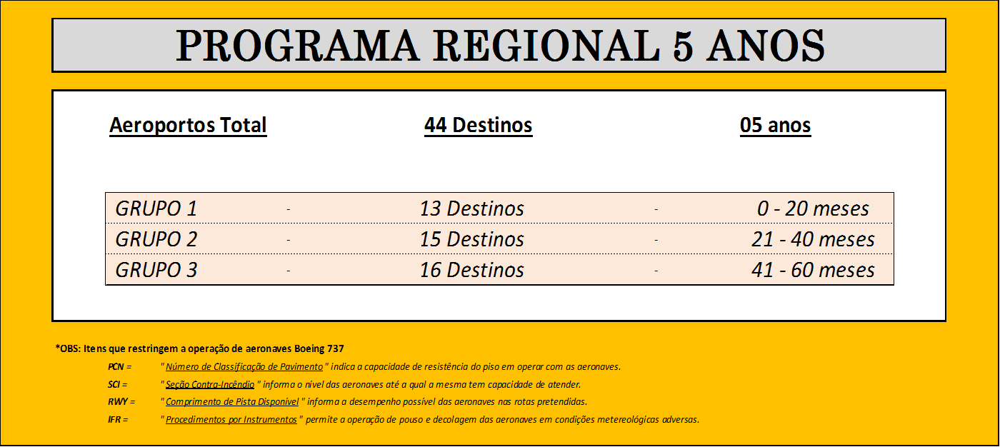 PROGRAMA REGIONAL 5 ANOS
Aeroportos Total 44 Destinos 05 anos
GRUPO 1 - 13 Destinos - 0 - 20 meses
GRUPO 2 - 15 Destinos - 21 - 40 meses
GRUPO 3 - 16 Destinos - 41 - 60 meses
*OBS: Itens que restringem a operação de aeronaves Boeing 737
PCN = " Número de Classificação de Pavimento " indica a capacidade de resistência do piso em operar com as aeronaves.
SCI = " Seção Contra-Incêndio " informa o nível das aeronaves até a qual a mesma tem capacidade de atender.
RWY = " Comprimento de Pista Disponível " informa a desempenho possível das aeronaves nas rotas pretendidas.
IFR = " Procedimentos por Instrumentos " permite a operação de pouso e decolagem das aeronaves em condições metereológicas adversas.